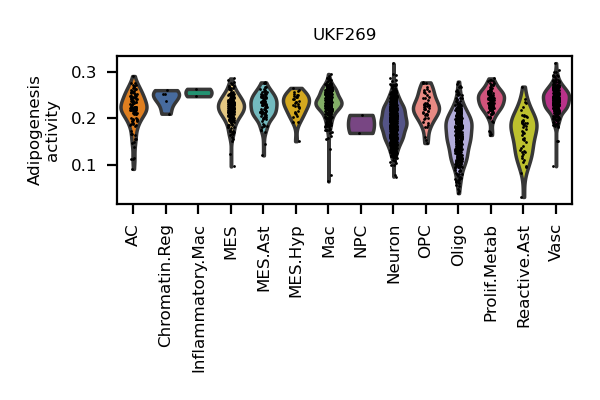 UKF269
Adipogenesis
activity
0.3
0.2
0.1
AC
Chromatin.Reg
Inflammatory.Mac
MES
MES.Ast
MES.Hyp
Mac
NPC
Neuron
OPC
Oligo
Prolif.Metab
Reactive.Ast
Vasc